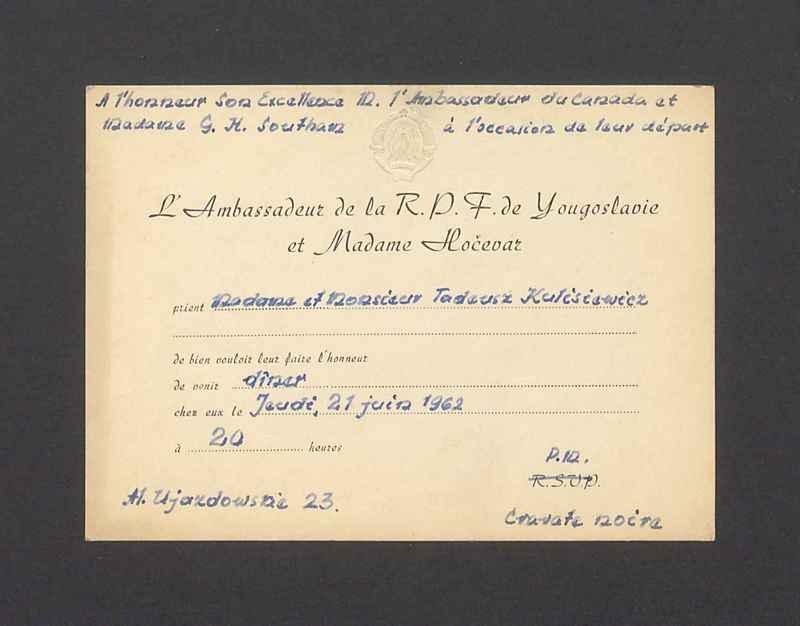 A l'honneur Son Excellence M. l'Ambassadeur du Canada et
Madame G. H. Southam à l'occasion de leur départ
L'Ambassadeur de la R.P.F. de Yougoslavie
et Madame Hočevar
prient Madame et Monsieur Tadeusz Kulisiewicz
de bien vouloir leur faire l'honneur
de venir dîner
chez eux le Jeudi, 21 juin 1962
à 20 heures
P.M.
R.S.V.P.
Al. Ujazdowskie 23.
Cravate noire